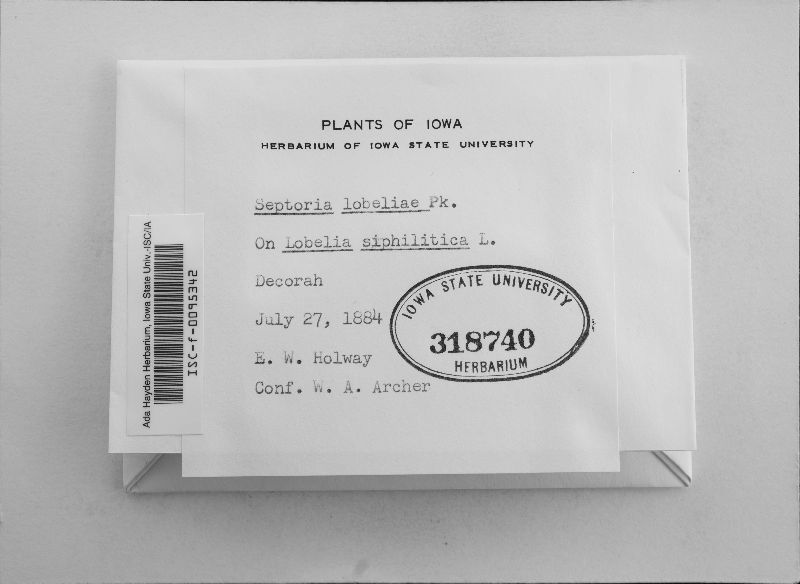 PLANTS OF IOWA
HERBARIUM OF IOWA STATE UNIVERSITY
Septoria lobeliae Pk.
On Lobelia siphilitica L.
Decorah
July 27, 1884
E. W. Holway
Conf. W. A. Archer
IOWA STATE UNIVERSITY
318740
HERBARIUM
Ada Hayden Herbarium, Iowa State Univ.-ISC/IA
ISC-f-0095342